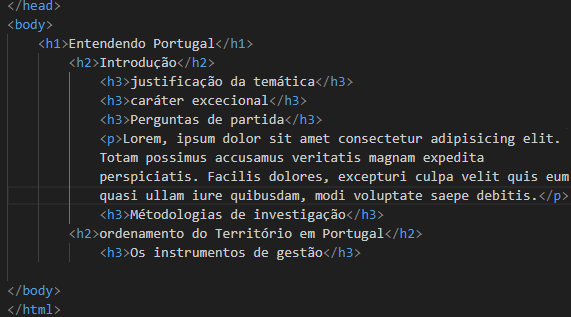 </head>
<body>
<h1>Entendendo Portugal</h1>
<h2>Introdução</h2>
<h3>justificação da temática</h3>
<h3>caráter excecional</h3>
<h3>Perguntas de partida</h3>
<p>Lorem, ipsum dolor sit amet consectetur adipisicing elit.
Totam possimus accusamus veritatis magnam expedita
perspiciatis. Facilis dolores, excepturi culpa velit quis eum
quasi ullam iure quibusdam, modi voluptate saepe debitis.</p>
<h3>Métodologias de investigação</h3>
<h2>ordenamento do Território em Portugal</h2>
<h3>Os instrumentos de gestão</h3>
</body>
</html>